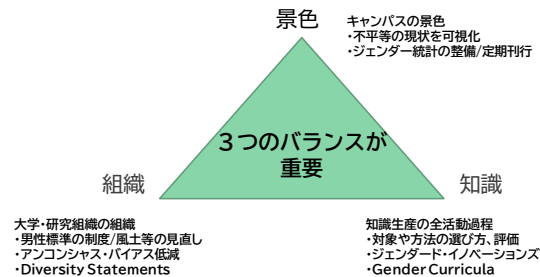 景色
キャンパスの景色
・不平等の現状を可視化
・ジェンダー統計の整備/定期刊行
3つのバランスが
重要
組織
知識
大学・研究組織の組織
・男性標準の制度/風土等の見直し
・アンコンシャス・バイアス低減
・Diversity Statements
知識生産の全活動過程
・対象や方法の選び方、評価
・ジェンダード・イノベーションズ
・Gender Curricula